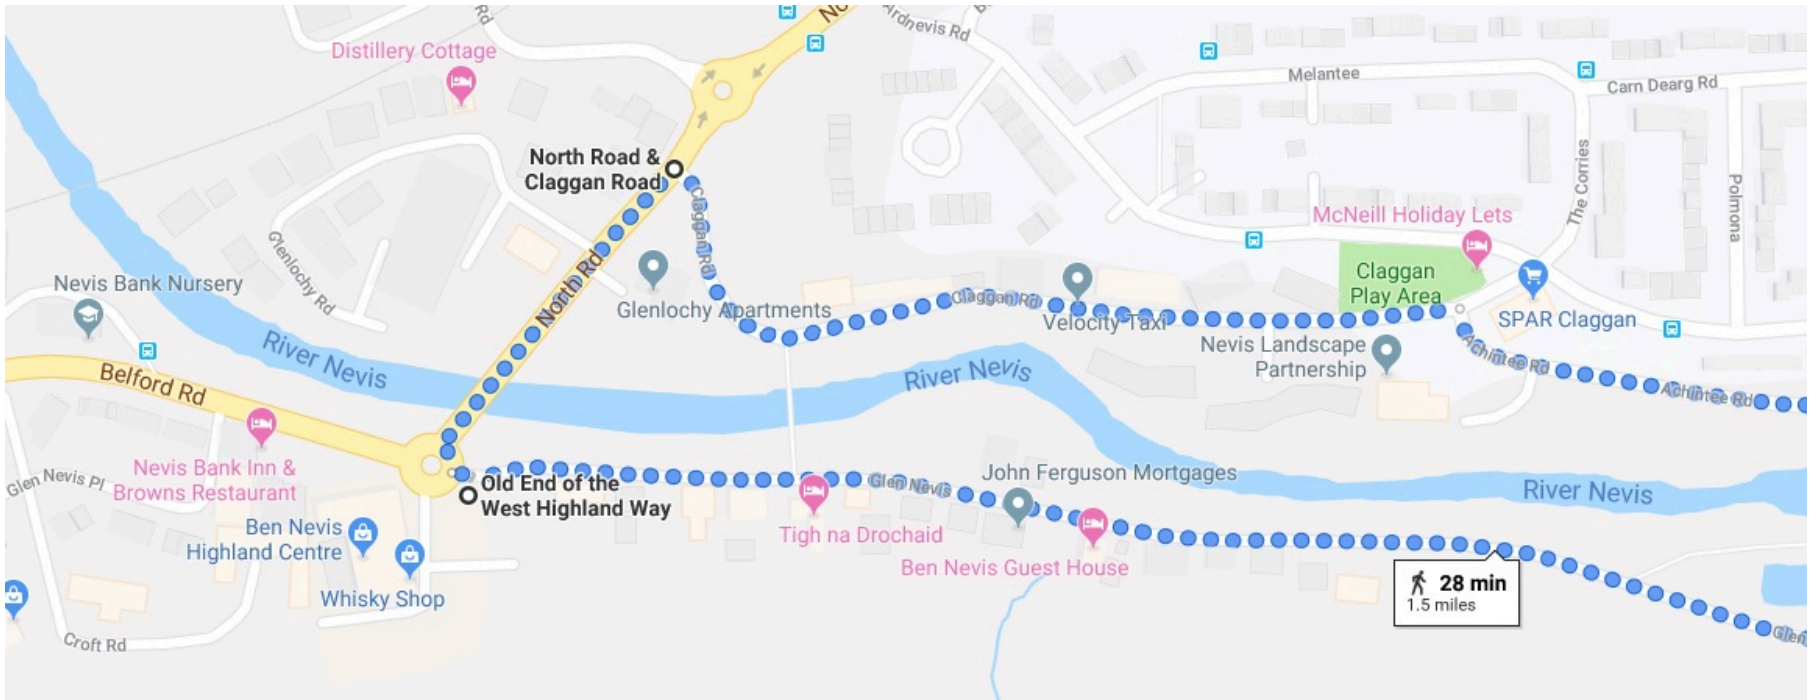 Rd
No
Ardnevis Rd
Distillery Cottage
Melantee
Carn Dearg Rd
North Road &
Claggan Road
The Corries
Polmona
Claggan Rd
McNeill Holiday Lets
Glenlochy Rd
North Rd
Nevis Bank Nursery
Claggan
Play Area
Glenlochy Apartments
Claggan Rd
Velocity Taxi
SPAR Claggan
River Nevis
Nevis Landscape
Partnership
Achintee Rd
Belford Rd
River Nevis
Achintee Rd
Nevis Bank Inn &
Browns Restaurant
Glen Nevis Pl
Old End of the
West Highland Way
Glen Nevis
John Ferguson Mortgages
River Nevis
Ben Nevis
Highland Centre
Tigh na Drochaid
Ben Nevis Guest House
28 min
1.5 miles
Whisky Shop
Croft Rd
Glen